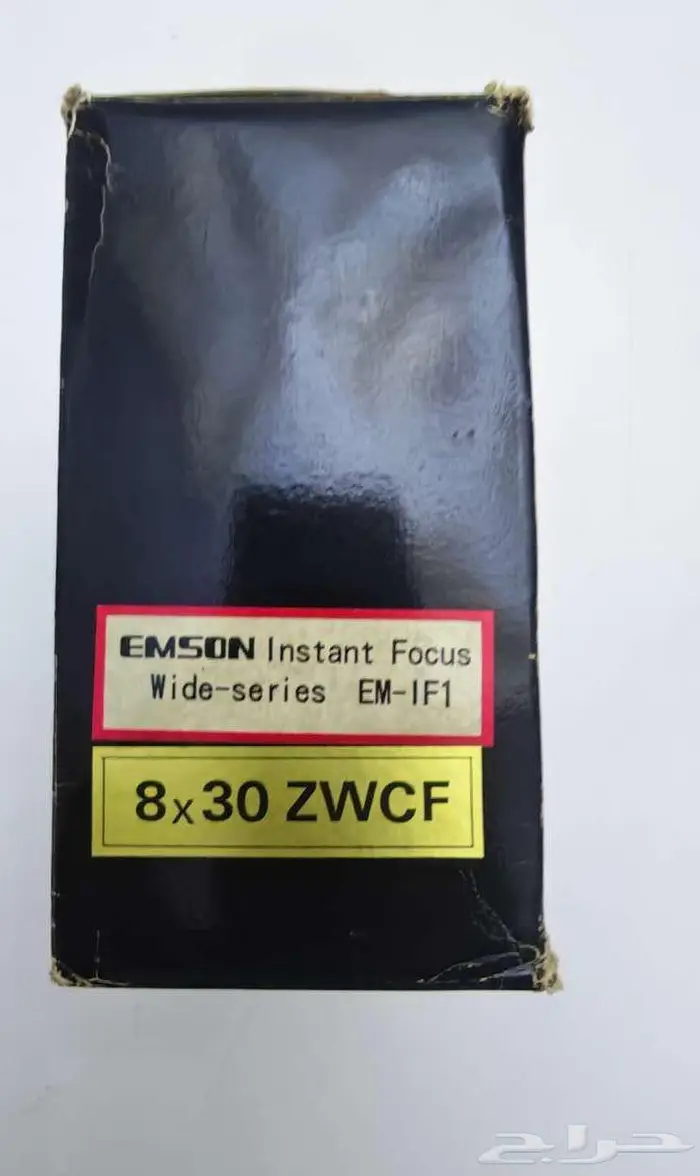 EMSON Instant Focus
Wide-series EM-IF1
8x30 ZWCF
حراج